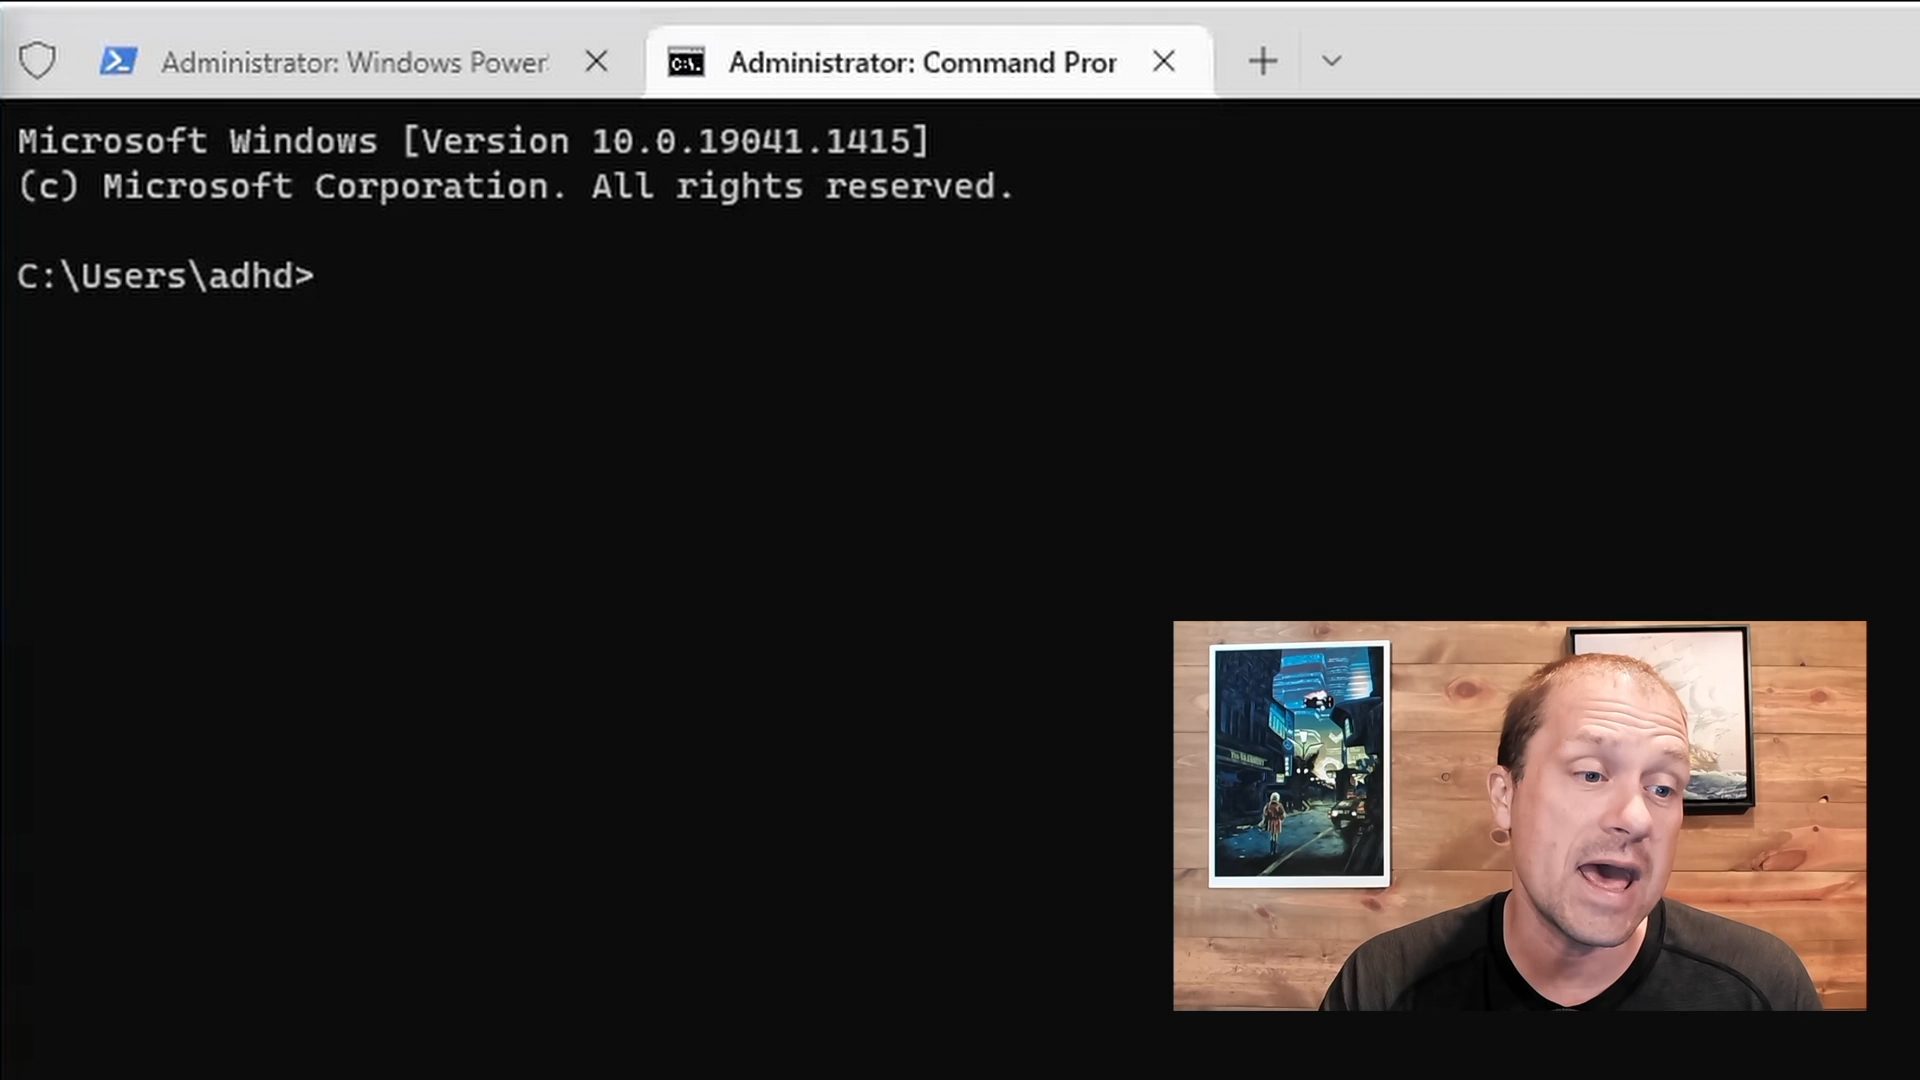 Administrator: Windows Power
Administrator: Command Pror
Microsoft Windows [Version 10.0.19041.1415]
(c) Microsoft Corporation. All rights reserved.
C:\Users\adhd>